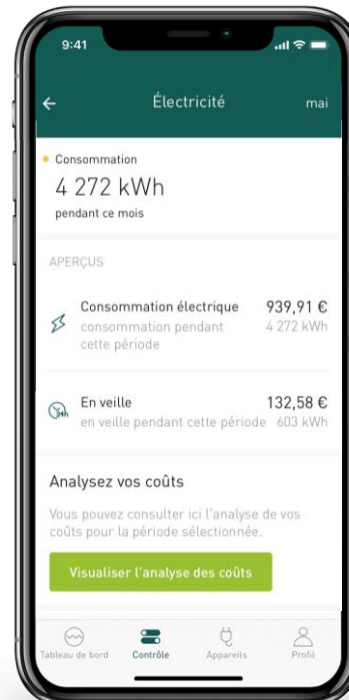 9:41
Électricité
mai
Consommation
4 272 kWh
pendant ce mois
APERÇUS
Consommation électrique 939,91 €
consommation pendant 4 272 kWh
cette période
En veille 132,58 €
en veille pendant cette période 603 kWh
Analysez vos coûts
Vous pouvez consulter ici l'analyse de vos
coûts pour la période sélectionnée.
Visualiser l'analyse des coûts
Tableau de bord Contrôle Appareils Profil